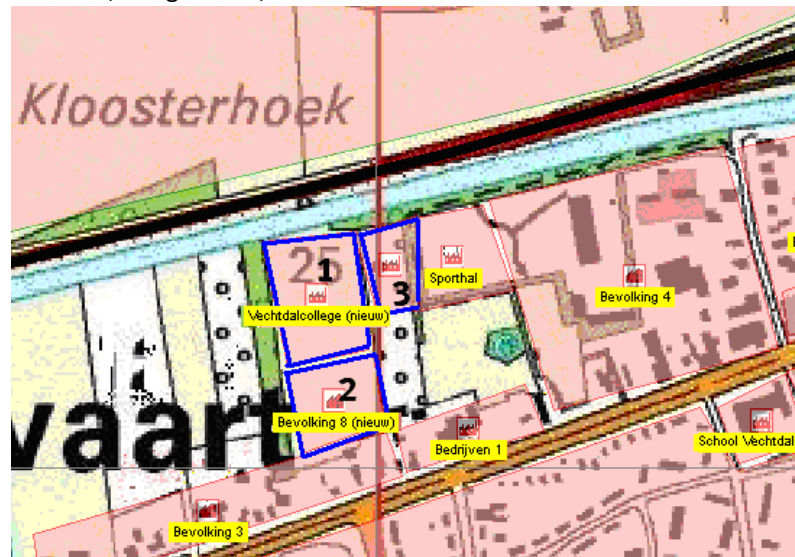 Kloosterhoek
25
1
3
Sporthal
Bevolking 4
Vechtdalcollege (nieuw)
2
Bevolking 8 (nieuw)
vaart
Bedrijven 1
School Vechtdal
Bevolking 3